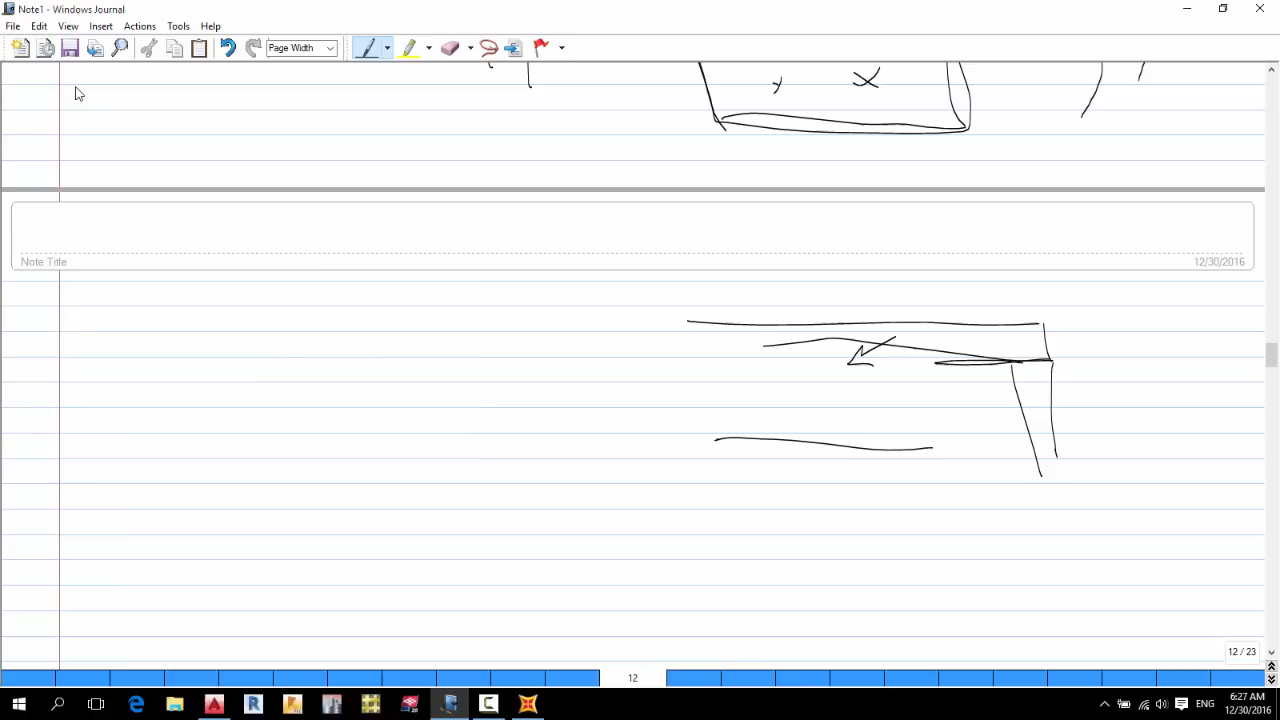 Note1 - Windows Journal
File Edit View Insert Actions Tools Help
Page Width
x
Note Title
12/30/2016
12 / 23
12
ENG
6:27 AM
12/30/2016